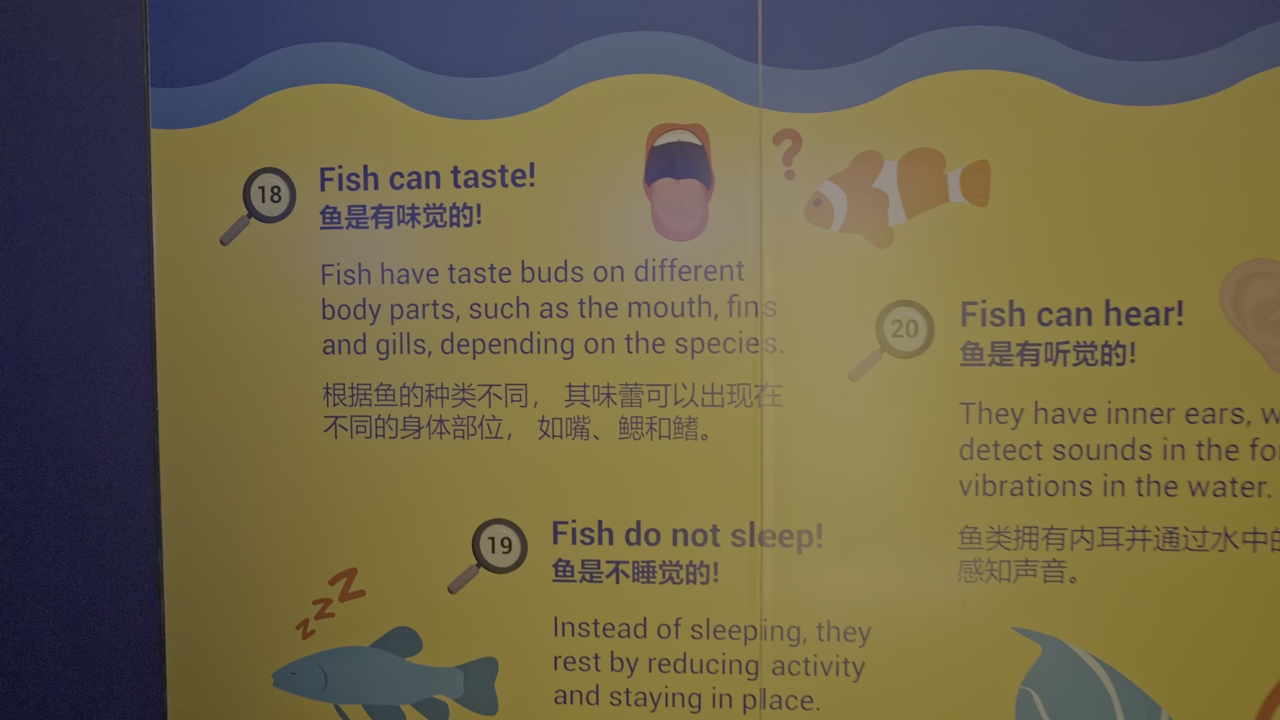 18
Fish can taste!
鱼是有味觉的!
Fish have taste buds on different
body parts, such as the mouth, fins
and gills, depending on the species.
根据鱼的种类不同, 其味蕾可以出现在
不同的身体部位, 如嘴、鳃和鳍。
?
20
Fish can hear!
鱼是有听觉的!
They have inner ears,
detect sounds in the
vibrations in the water.
鱼类拥有内耳并通过水中的
感知声音。
19
Fish do not sleep!
鱼是不睡觉的!
zzZ
Instead of sleeping, they
rest by reducing activity
and staying in place.